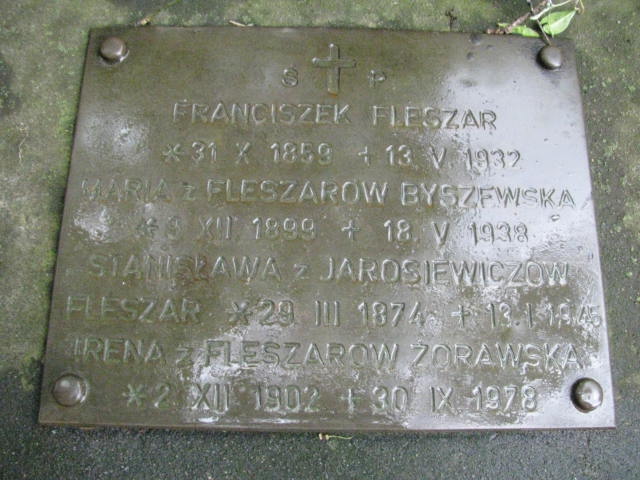 S P
FRANCISZEK FLESZAR
* 31 X 1859 + 13. V. 1932
MARIA z FLESZARÓW BYSZEWSKA
XII. 1899 + 18. V 1938
STANISŁAWA z JAROSIEWICZÓW
FLESZAR * 29 III 1874 + 13. I. 1945
IRENA z FLESZARÓW ŻORAWSKA
* 2 XII 1902 + 30 IX 1978